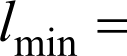 l_min =